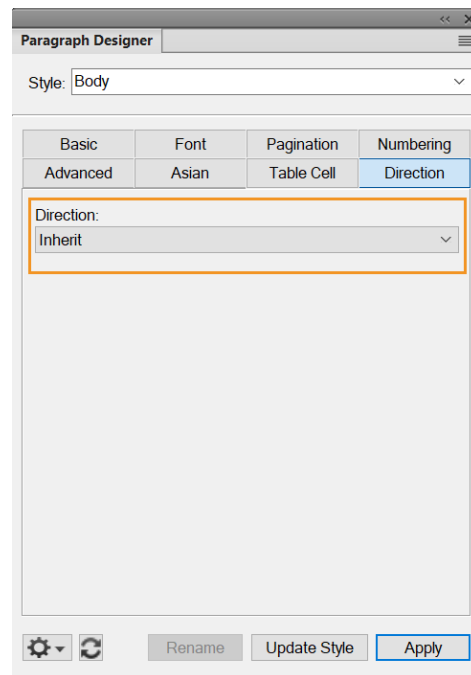 Paragraph Designer
Style: Body
Basic Font Pagination Numbering
Advanced Asian Table Cell Direction
Direction:
Inherit
Rename Update Style Apply